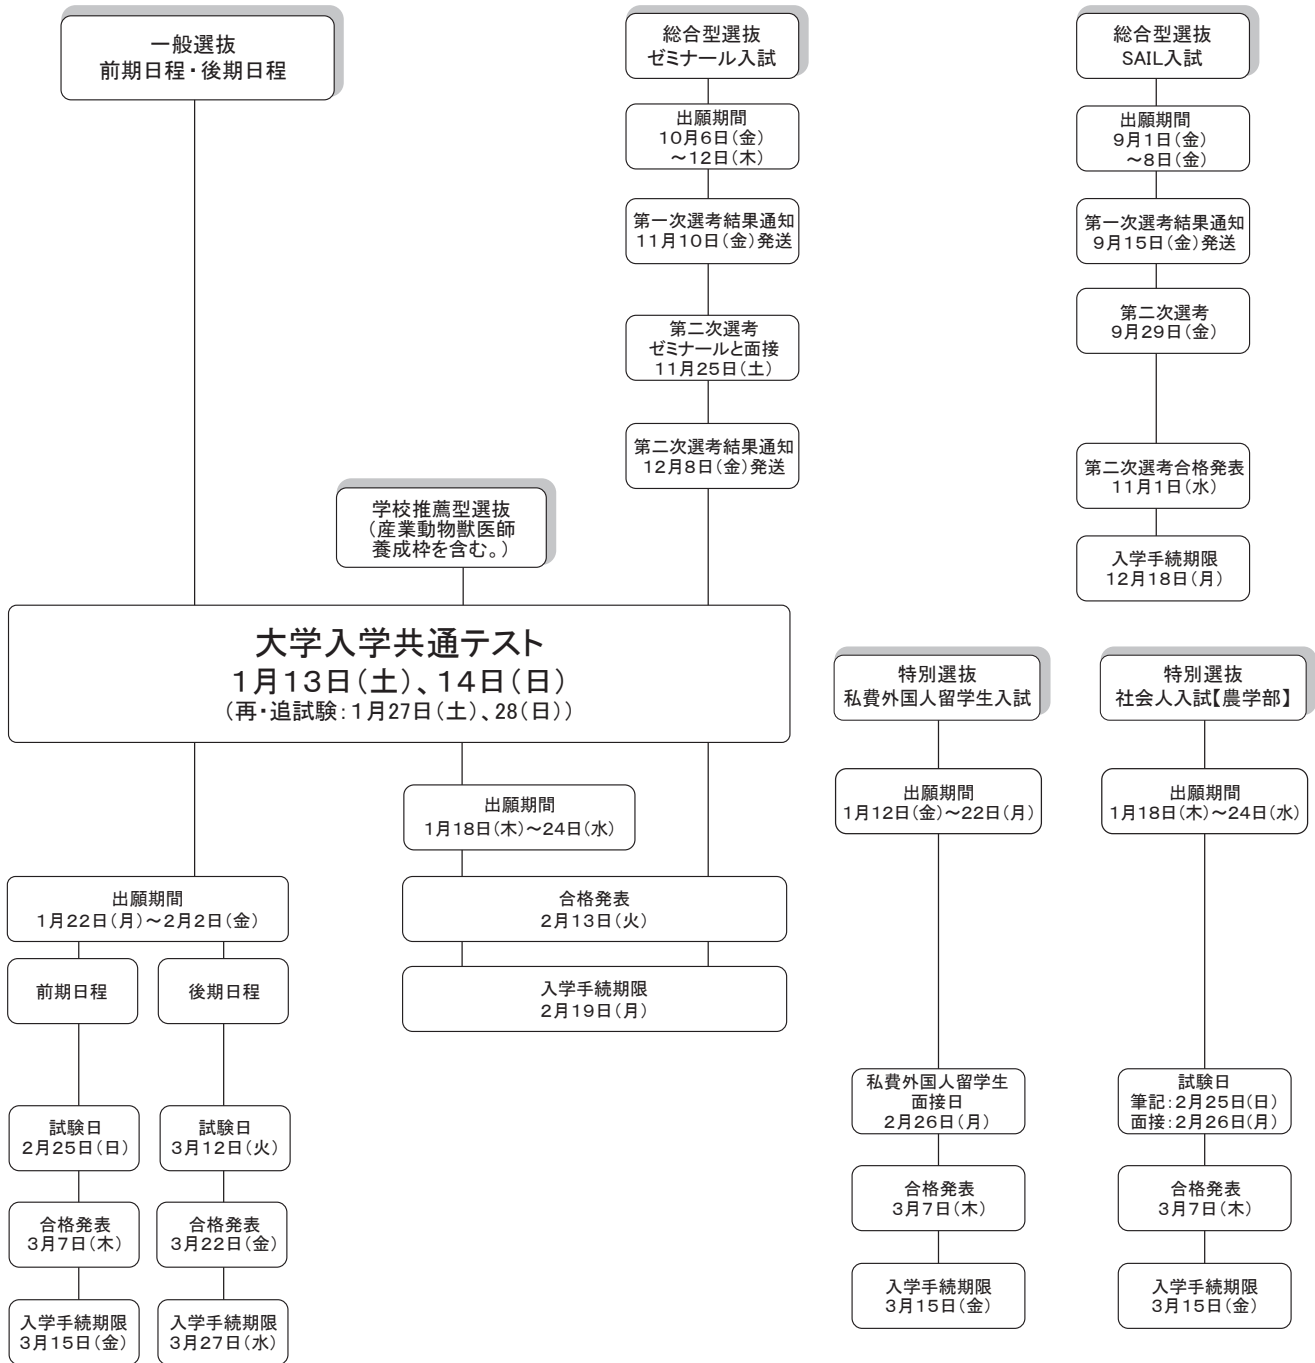 一般選抜
前期日程・後期日程
総合型選抜
ゼミナール入試
出願期間
10月6日(金)
～12日(木)
第一次選考結果通知
11月10日(金)発送
第二次選考
ゼミナールと面接
11月25日(土)
第二次選考結果通知
12月8日(金)発送
総合型選抜
SAIL入試
出願期間
9月1日(金)
～8日(金)
第一次選考結果通知
9月15日(金)発送
第二次選考
9月29日(金)
第二次選考合格発表
11月1日(水)
入学手続期限
12月18日(月)
学校推薦型選抜
(産業動物獣医師
養成枠を含む。)
大学入学共通テスト
1月13日(土)、14日(日)
(再・追試験:1月27日(土)、28(日))
出願期間
1月18日(木)～24日(水)
合格発表
2月13日(火)
入学手続期限
2月19日(月)
出願期間
1月22日(月)～2月2日(金)
前期日程
試験日
2月25日(日)
合格発表
3月7日(木)
入学手続期限
3月15日(金)
後期日程
試験日
3月12日(火)
合格発表
3月22日(金)
入学手続期限
3月27日(水)
特別選抜
私費外国人留学生入試
出願期間
1月12日(金)～22日(月)
私費外国人留学生
面接日
2月26日(月)
合格発表
3月7日(木)
入学手続期限
3月15日(金)
特別選抜
社会人入試【農学部】
出願期間
1月18日(木)～24日(水)
試験日
筆記:2月25日(日)
面接:2月26日(月)
合格発表
3月7日(木)
入学手続期限
3月15日(金)